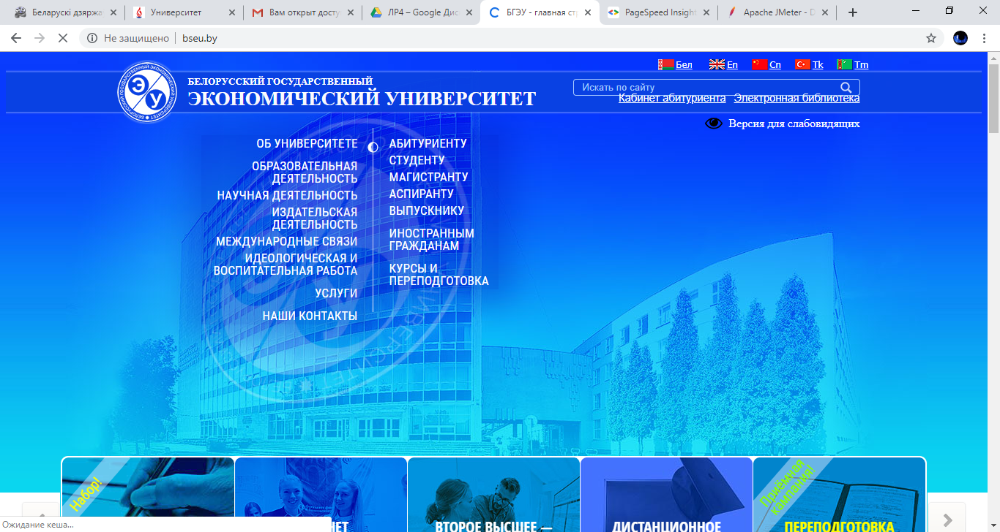 Беларускі дзяржа
Университет
Вам открыт досту
ЛР4 – Google Дис
БГЭУ - главная стр
PageSpeed Insight
Apache JMeter - D
Не защищено
bseu.by
Бел
En
Cn
Tk
Tm
БЕЛОРУССКИЙ ГОСУДАРСТВЕННЫЙ
ЭКОНОМИЧЕСКИЙ УНИВЕРСИТЕТ
Искать по сайту
Кабинет абитуриента Электронная библиотека
Версия для слабовидящих
ОБ УНИВЕРСИТЕТЕ
ОБРАЗОВАТЕЛЬНАЯ
ДЕЯТЕЛЬНОСТЬ
НАУЧНАЯ ДЕЯТЕЛЬНОСТЬ
ИЗДАТЕЛЬСКАЯ
ДЕЯТЕЛЬНОСТЬ
МЕЖДУНАРОДНЫЕ СВЯЗИ
ИДЕОЛОГИЧЕСКАЯ И
ВОСПИТАТЕЛЬНАЯ РАБОТА
УСЛУГИ
НАШИ КОНТАКТЫ
АБИТУРИЕНТУ
СТУДЕНТУ
МАГИСТРАНТУ
АСПИРАНТУ
ВЫПУСКНИКУ
ИНОСТРАННЫМ
ГРАЖДАНАМ
КУРСЫ И
ПЕРЕПОДГОТОВКА
Набор!
Приёмная
кампания!
НЕТ
ВТОРОЕ ВЫСШЕЕ —
ДИСТАНЦИОННОЕ
ПЕРЕПОДГОТОВКА
Ожидание кеша...